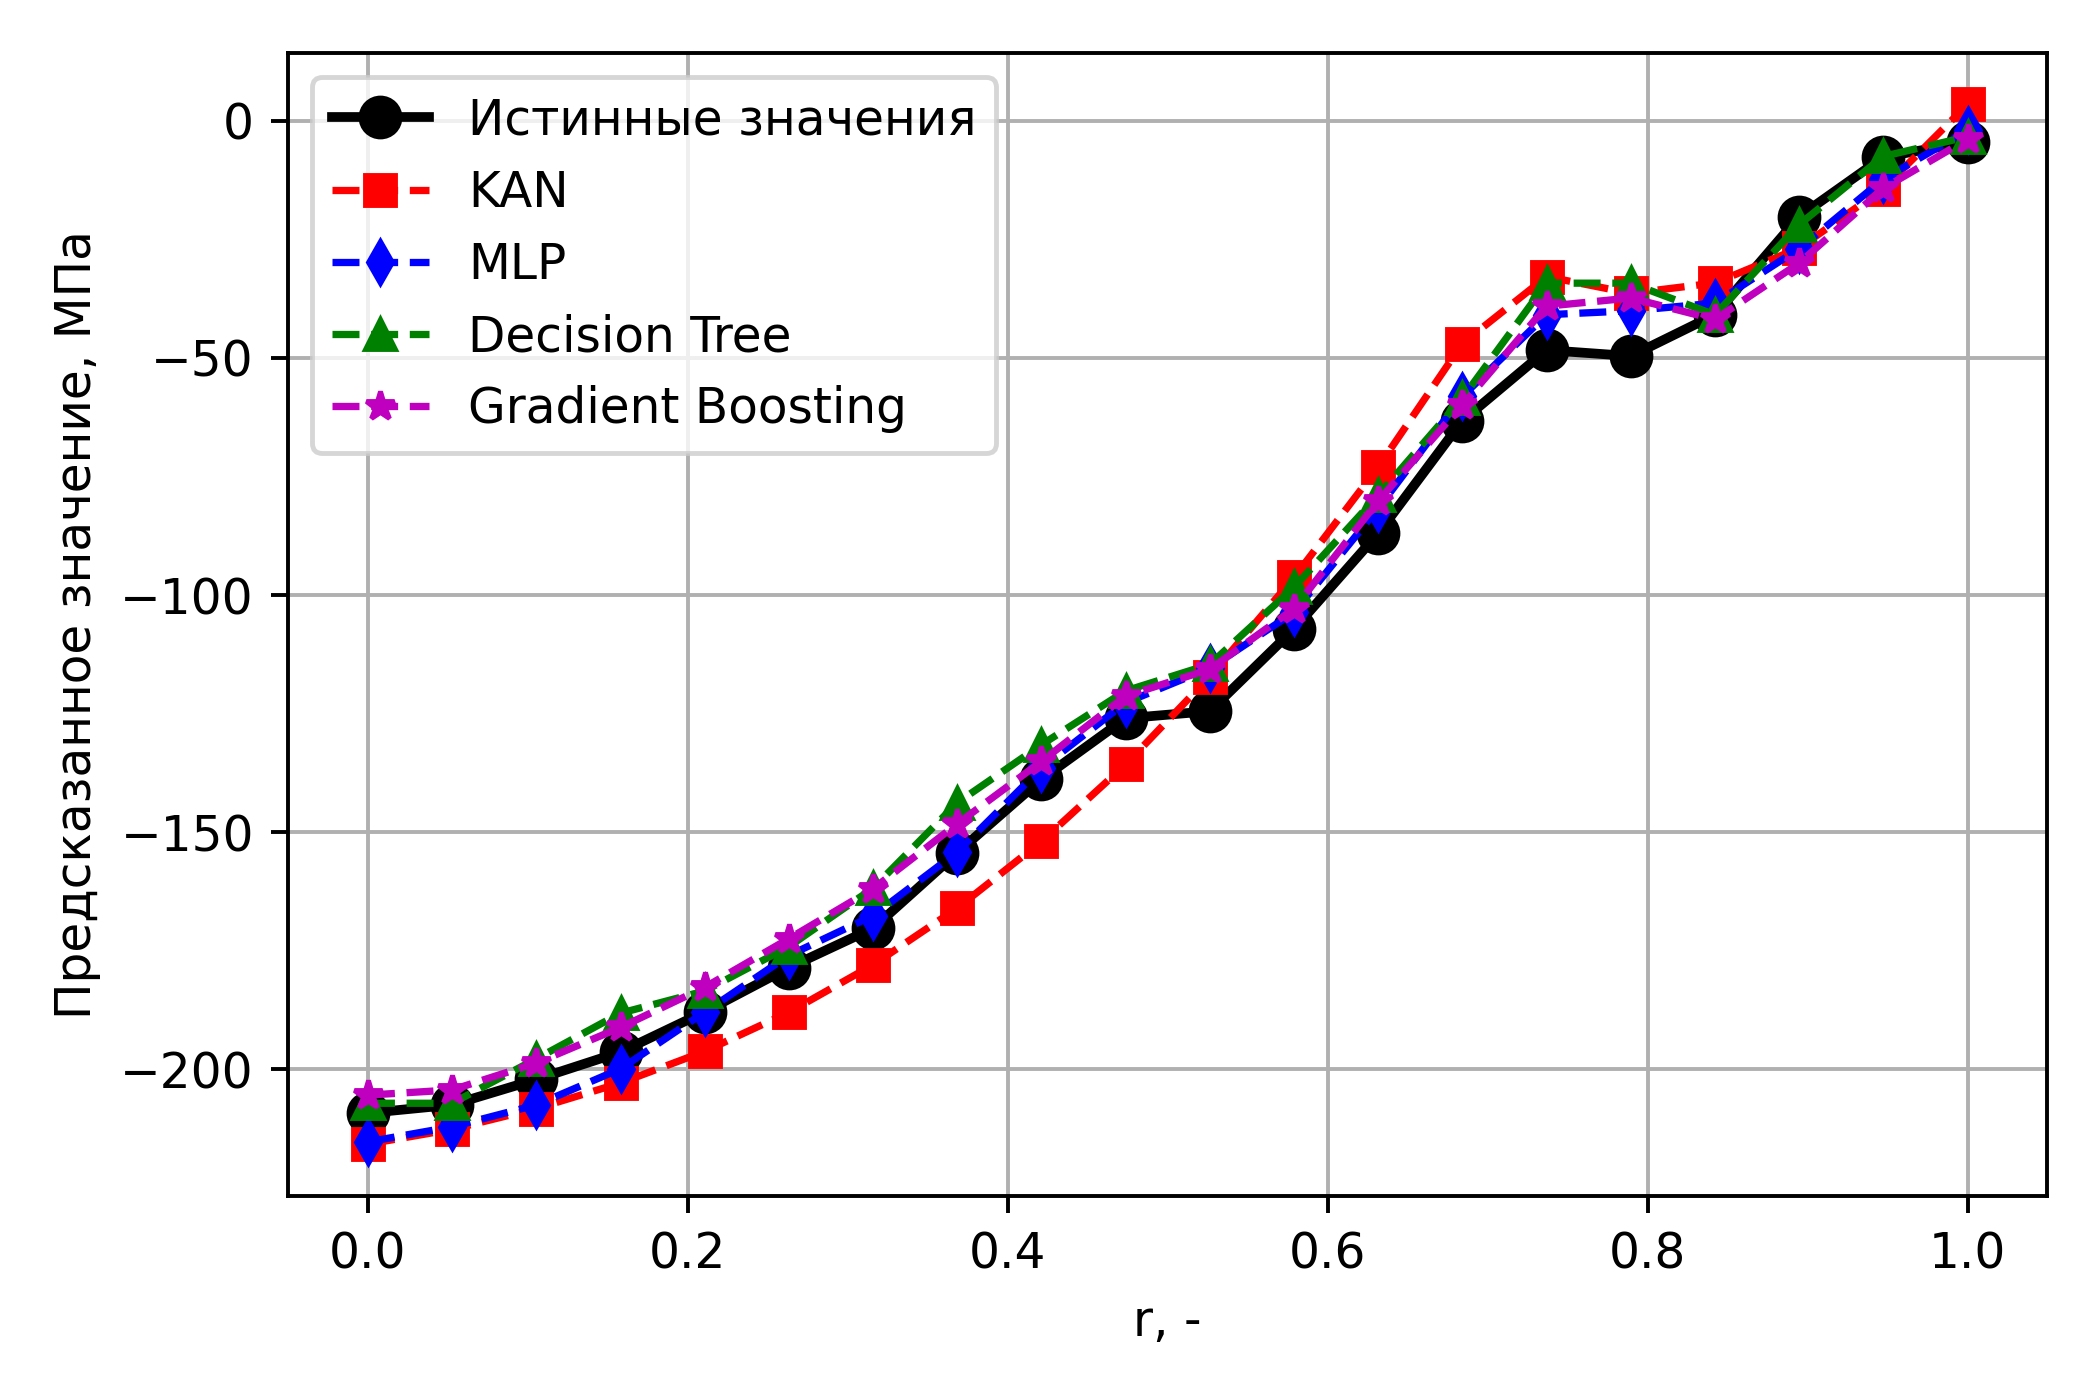 Истинные значения
KAN
MLP
Decision Tree
Gradient Boosting
Предсказанное значение, МПа
0
−50
−100
−150
−200
0.0 0.2 0.4 0.6 0.8 1.0
r, -